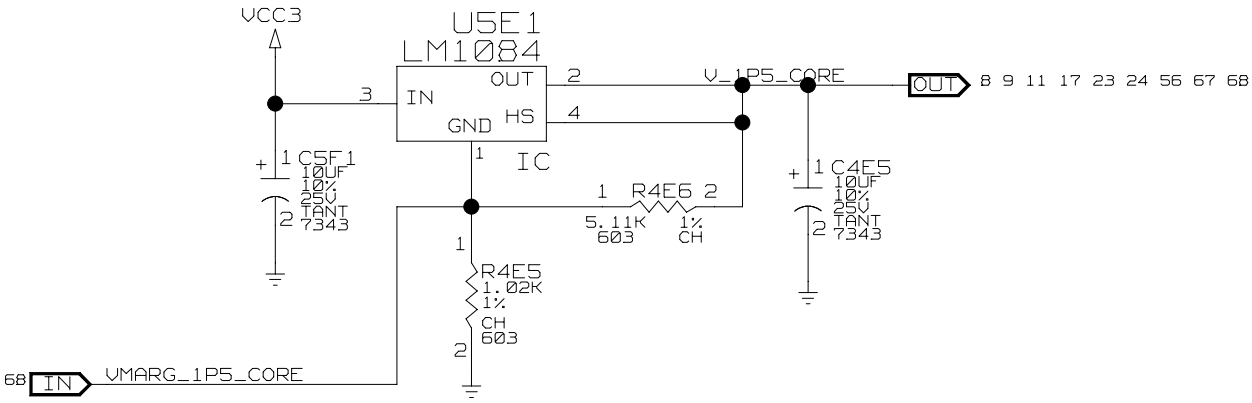 VCC3
U5E1
LM1084
OUT 2
V_1P5_CORE
OUT 8 9 11 17 23 24 56 67 68
3 IN
HS 4
GND
1
IC
+ 1 C5F1
10UF
10%
25V
TANT
2 7343
1 R4E6 2
5.11K 1%
603 CH
+ 1 C4E5
10UF
10%
25V
TANT
2 7343
1
R4E5
1.02K
1%
CH
603
2
68 IN VMARG_1P5_CORE